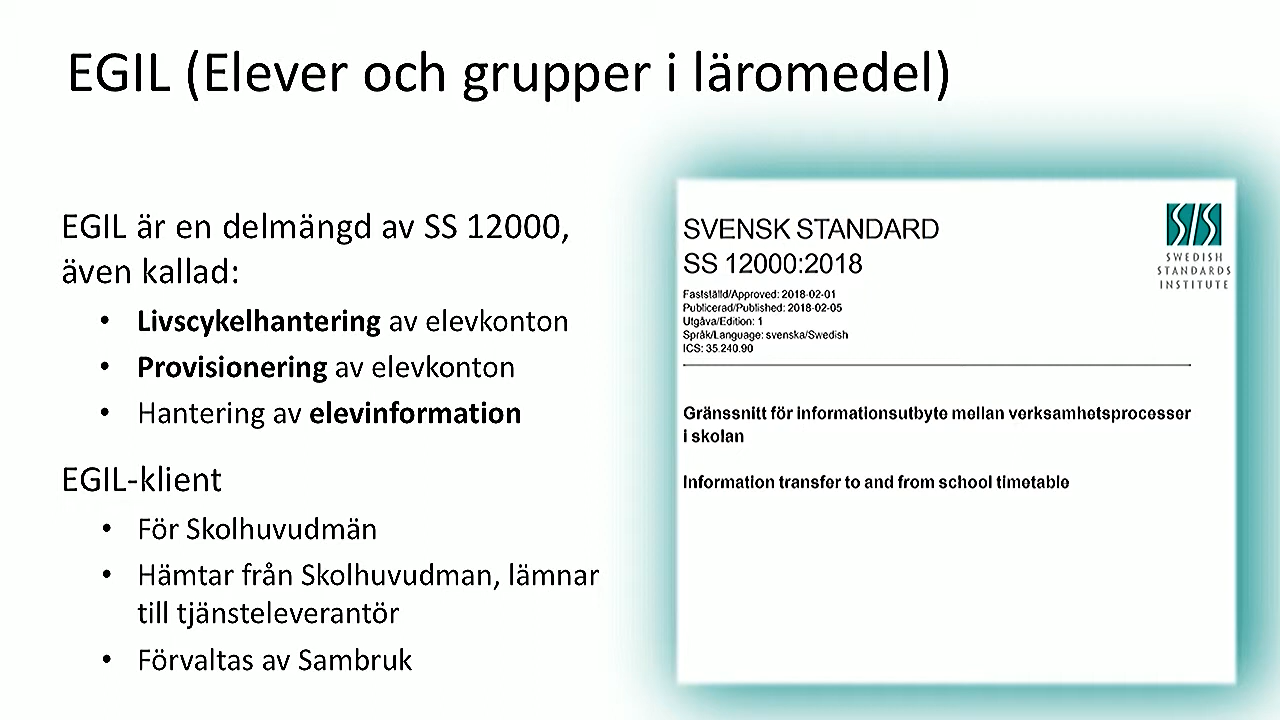 EGIL (Elever och grupper i läromedel)
EGIL är en delmängd av SS 12000,
även kallad:
• Livscykelhantering av elevkonton
• Provisionering av elevkonton
• Hantering av elevinformation
EGIL-klient
• För Skolhuvudmän
• Hämtar från Skolhuvudman, lämnar
till tjänsteleverantör
• Förvaltas av Sambruk
SVENSK STANDARD
SS 12000:2018
Fastställd/Approved: 2018-02-01
Publicerad/Published: 2018-02-05
Utgåva/Edition: 1
Språk/Language: svenska/Swedish
ICS: 35.240.90
SIS
SWEDISH
STANDARDS
INSTITUTE
Gränssnitt för informationsutbyte mellan verksamhetsprocesser
i skolan
Information transfer to and from school timetable